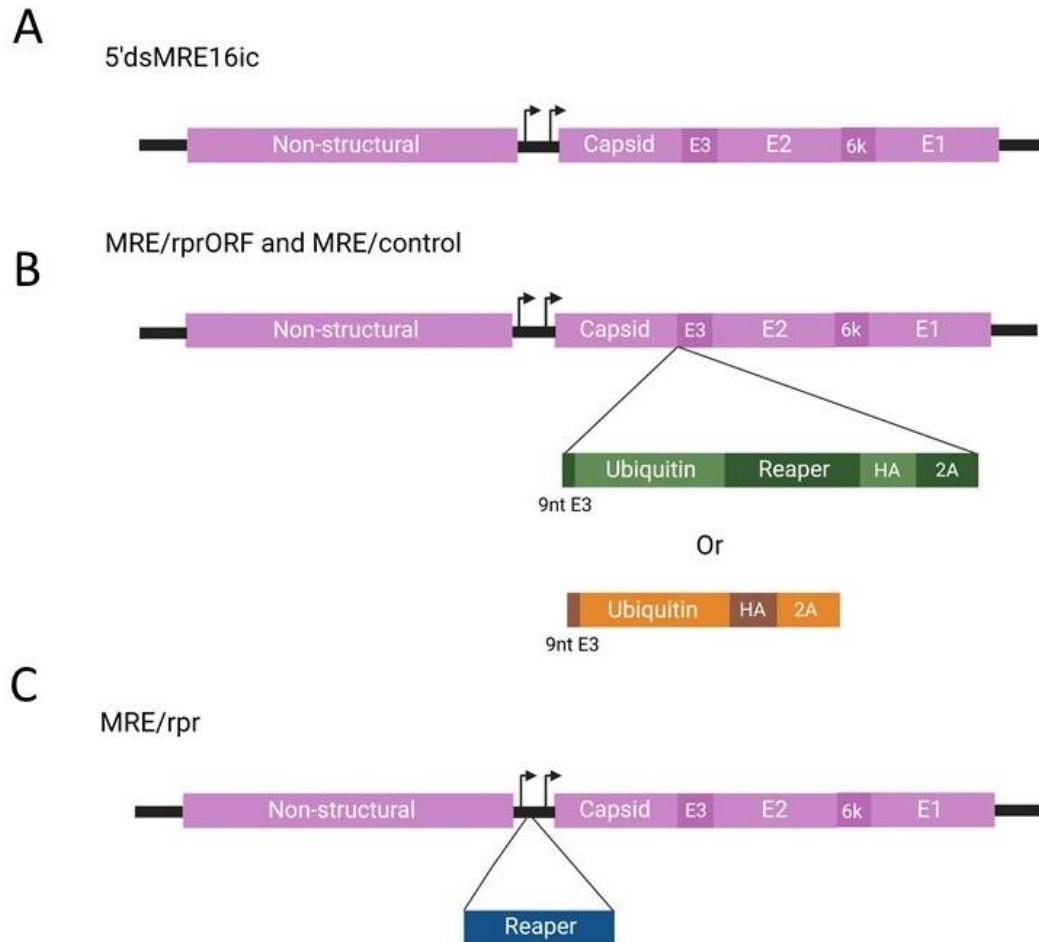 A
5'dsMRE16ic
Non-structural Capsid E3 E2 6k E1
B
MRE/rprORF and MRE/control
Non-structural Capsid E3 E2 6k E1
Ubiquitin Reaper HA 2A
9nt E3
Or
Ubiquitin HA 2A
9nt E3
C
MRE/rpr
Non-structural Capsid E3 E2 6k E1
Reaper